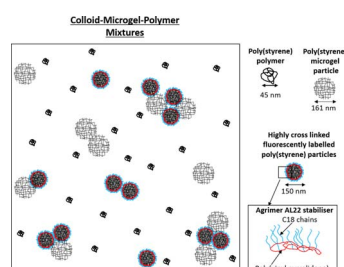 Colloid-Microgel-Polymer
Mixtures
Poly(styrene)
polymer
45 nm
Poly(styrene)
microgel
particle
161 nm
Highly cross linked
fluorescently labelled
poly(styrene) particles
150 nm
Agrimer AL22 stabiliser
C18 chains